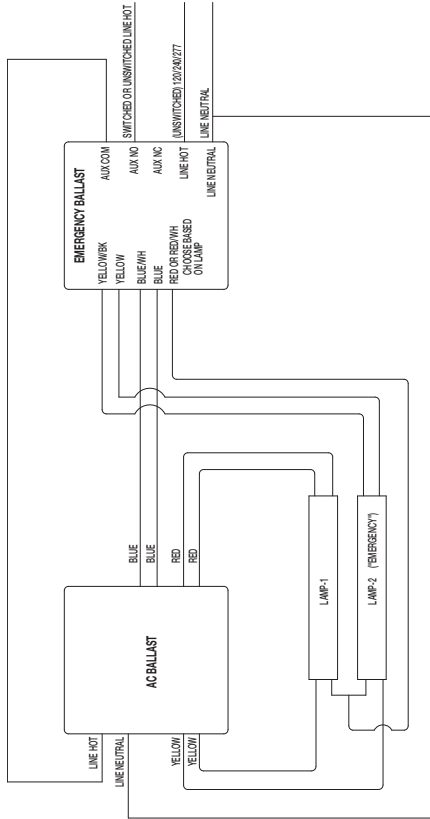 EMERGENCY BALLAST
YELLOW/BK
YELLOW
BLUE/WH
BLUE
RED OR RED/WH
CHOOSE BASED
ON LAMP
AUX COM
AUX NO
AUX NC
LINE HOT
LINE NEUTRAL
SWITCHED OR UNSWITCHED LINE HOT
(UNSWITCHED) 120/240/277
LINE NEUTRAL
AC BALLAST
BLUE
BLUE
RED
RED
LINE HOT
LINE NEUTRAL
YELLOW
YELLOW
LAMP-1
LAMP-2 ("EMERGENCY")